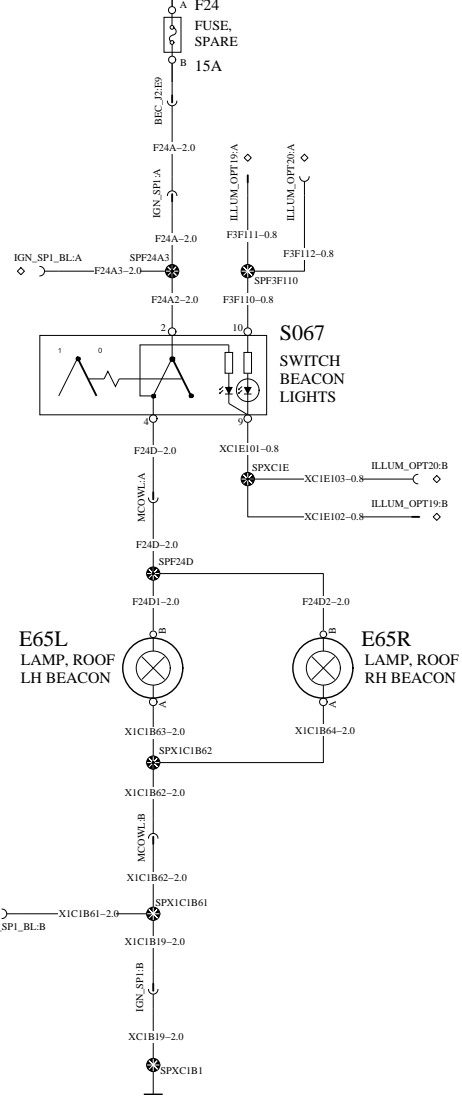 A F24
FUSE,
SPARE
B 15A
BEC_J2:E9
F24A–2.0
IGN_SP1:A
ILLUM_OPT19:A
ILLUM_OPT20:A
F24A–2.0
F3F111–0.8
F3F112–0.8
IGN_SP1_BL:A
SPF24A3
F24A3–2.0
SPF3F110
F24A2–2.0
F3F110–0.8
2
10
S067
SWITCH
BEACON
LIGHTS
1 0
4
9
F24D–2.0
XC1E101–0.8
MCOWL:A
SPXC1E
XC1E103–0.8
ILLUM_OPT20:B
XC1E102–0.8
ILLUM_OPT19:B
F24D–2.0
SPF24D
F24D1–2.0
F24D2–2.0
B
B
E65L
LAMP, ROOF
LH BEACON
E65R
LAMP, ROOF
RH BEACON
A
A
X1C1B63–2.0
X1C1B64–2.0
SPX1C1B62
X1C1B62–2.0
MCOWL:B
X1C1B62–2.0
SPX1C1B61
X1C1B61–2.0
_SP1_BL:B
X1C1B19–2.0
IGN_SP1:B
XC1B19–2.0
SPXC1B1